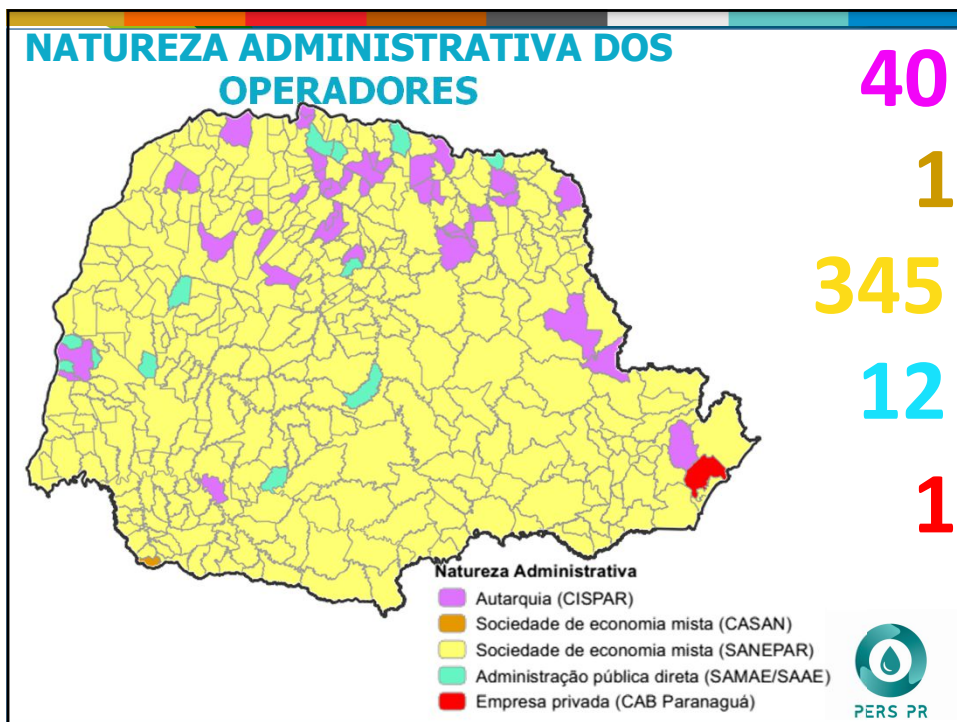 NATUREZA ADMINISTRATIVA DOS
OPERADORES
40
1
345
12
1
Natureza Administrativa
Autarquia (CISPAR)
Sociedade de economia mista (CASAN)
Sociedade de economia mista (SANEPAR)
Administração pública direta (SAMAE/SAAE)
Empresa privada (CAB Paranaguá)
PERS PR